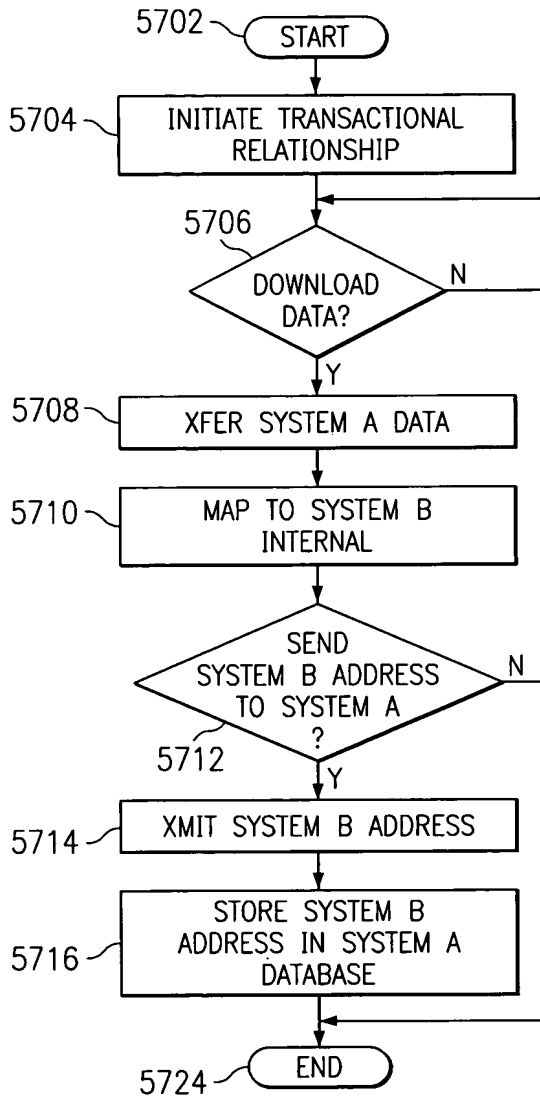 5702
START
5704
INITIATE TRANSACTIONAL
RELATIONSHIP
5706
DOWNLOAD
DATA?
N
Y
5708
XFER SYSTEM A DATA
5710
MAP TO SYSTEM B
INTERNAL
SEND
SYSTEM B ADDRESS
TO SYSTEM A
?
N
5712
Y
5714
XMIT SYSTEM B ADDRESS
5716
STORE SYSTEM B
ADDRESS IN SYSTEM A
DATABASE
5724
END